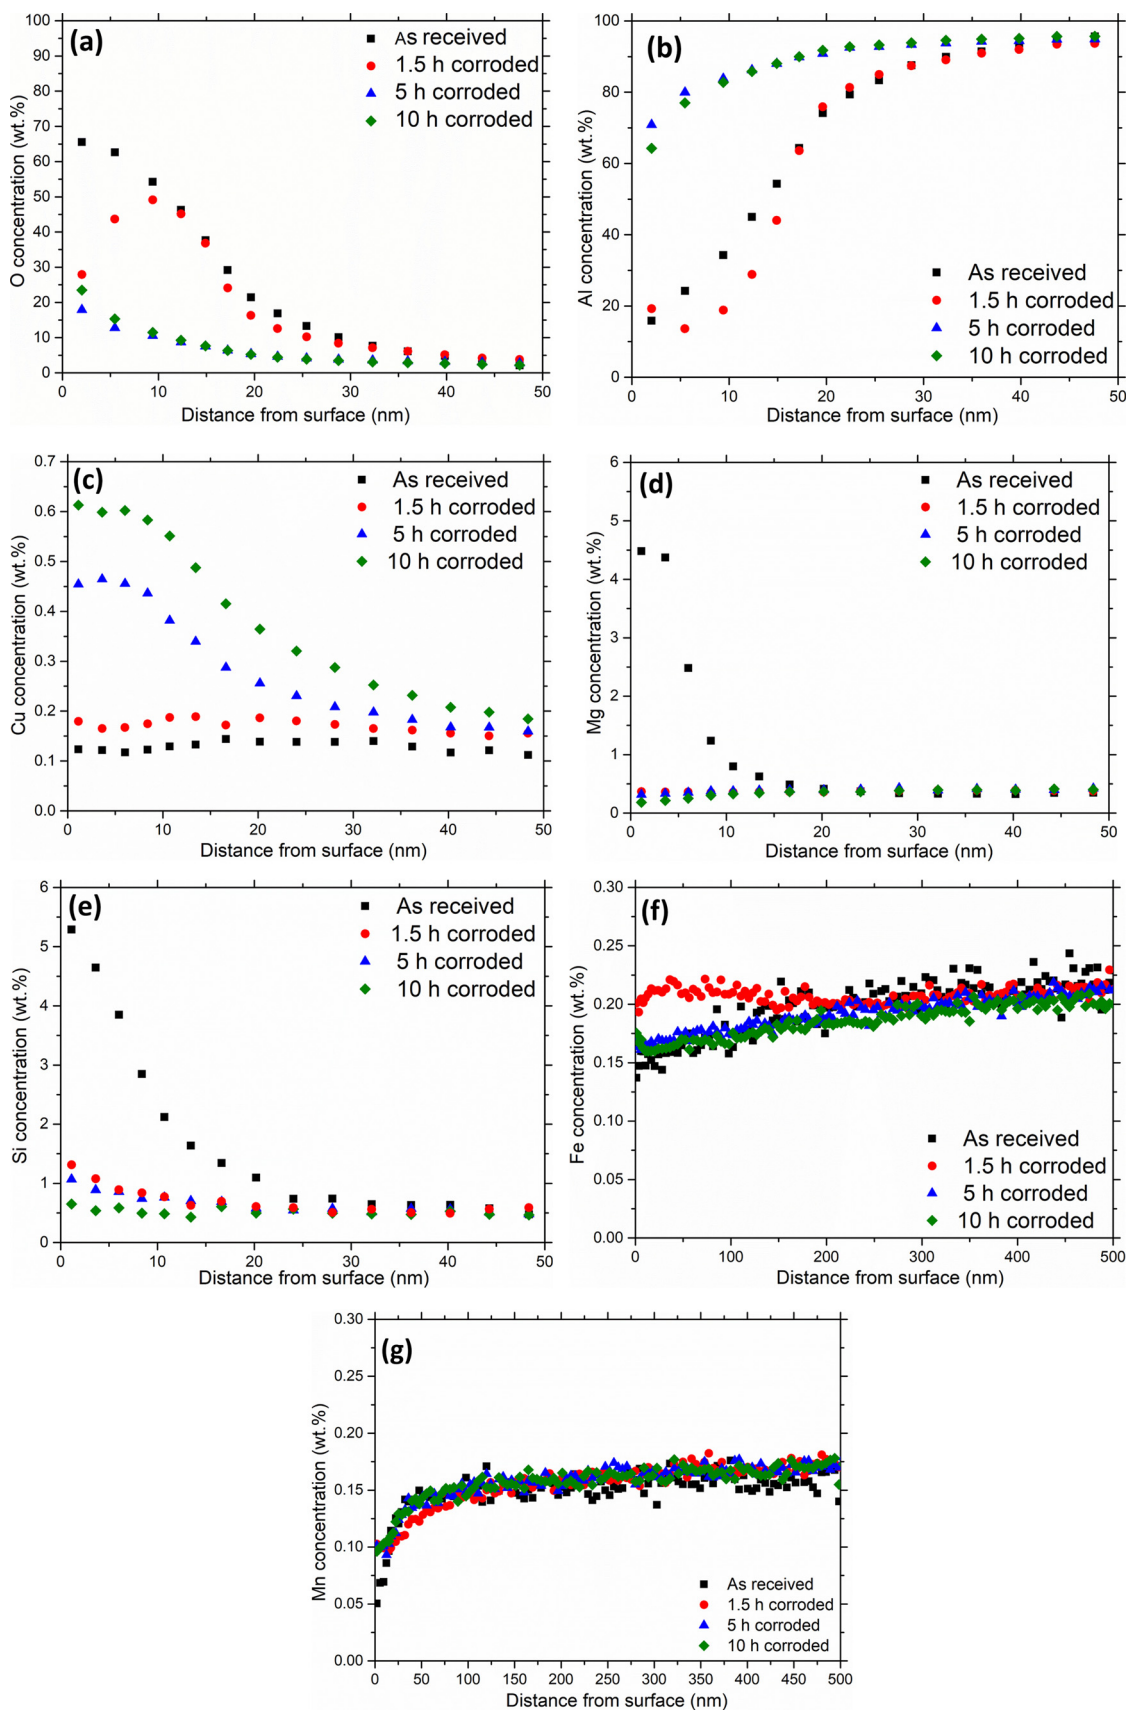 (a)
As received
1.5 h corroded
5 h corroded
10 h corroded
O concentration (wt.%)
100
90
80
70
60
50
40
30
20
10
0
0 10 20 30 40 50
Distance from surface (nm)
(b)
As received
1.5 h corroded
5 h corroded
10 h corroded
Al concentration (wt.%)
100
80
60
40
20
0
0 10 20 30 40 50
Distance from surface (nm)
(c)
As received
1.5 h corroded
5 h corroded
10 h corroded
Cu concentration (wt.%)
0.7
0.6
0.5
0.4
0.3
0.2
0.1
0.0
0 10 20 30 40 50
Distance from surface (nm)
(d)
As received
1.5 h corroded
5 h corroded
10 h corroded
Mg concentration (wt.%)
6
5
4
3
2
1
0
0 10 20 30 40 50
Distance from surface (nm)
(e)
As received
1.5 h corroded
5 h corroded
10 h corroded
Si concentration (wt.%)
6
5
4
3
2
1
0
0 10 20 30 40 50
Distance from surface (nm)
(f)
As received
1.5 h corroded
5 h corroded
10 h corroded
Fe concentration (wt.%)
0.30
0.25
0.20
0.15
0.10
0.05
0.00
0 100 200 300 400 500
Distance from surface (nm)
(g)
As received
1.5 h corroded
5 h corroded
10 h corroded
Mn concentration (wt.%)
0.30
0.25
0.20
0.15
0.10
0.05
0.00
0 50 100 150 200 250 300 350 400 450 500
Distance from surface (nm)